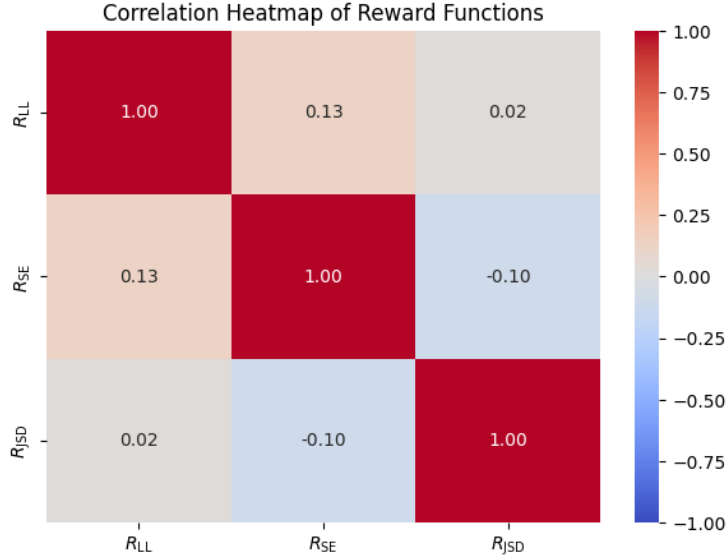 Correlation Heatmap of Reward Functions
R_LL
1.00
0.13
0.02
R_SE
0.13
1.00
-0.10
R_JSD
0.02
-0.10
1.00
R_LL
R_SE
R_JSD
1.00
0.75
0.50
0.25
0.00
−0.25
−0.50
−0.75
−1.00